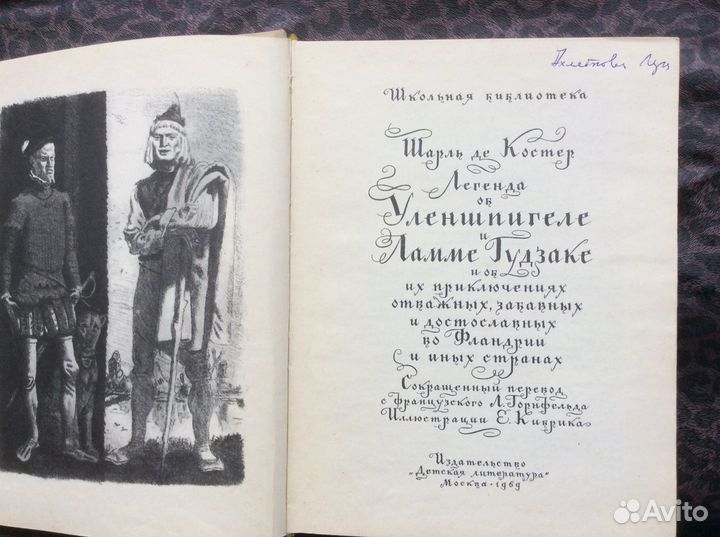 Школьная библиотека
Шарль де Костер
Легенда
об
Уленшпигеле
и
Ламме Гудзаке
и об
их приключениях
отважных, забавных
и достославных
во Фландрии
и иных странах
Сокращенный перевод
с французского Л. Горнфельда
Иллюстрации Е. Кибрика
Издательство
„Детская литература"
Москва · 1969
Avito